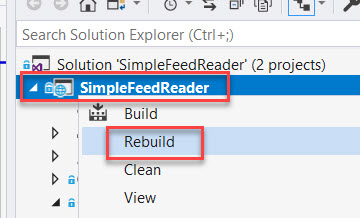 Search Solution Explorer (Ctrl+;)
Solution 'SimpleFeedReader' (2 projects)
SimpleFeedReader
Build
Rebuild
Clean
View